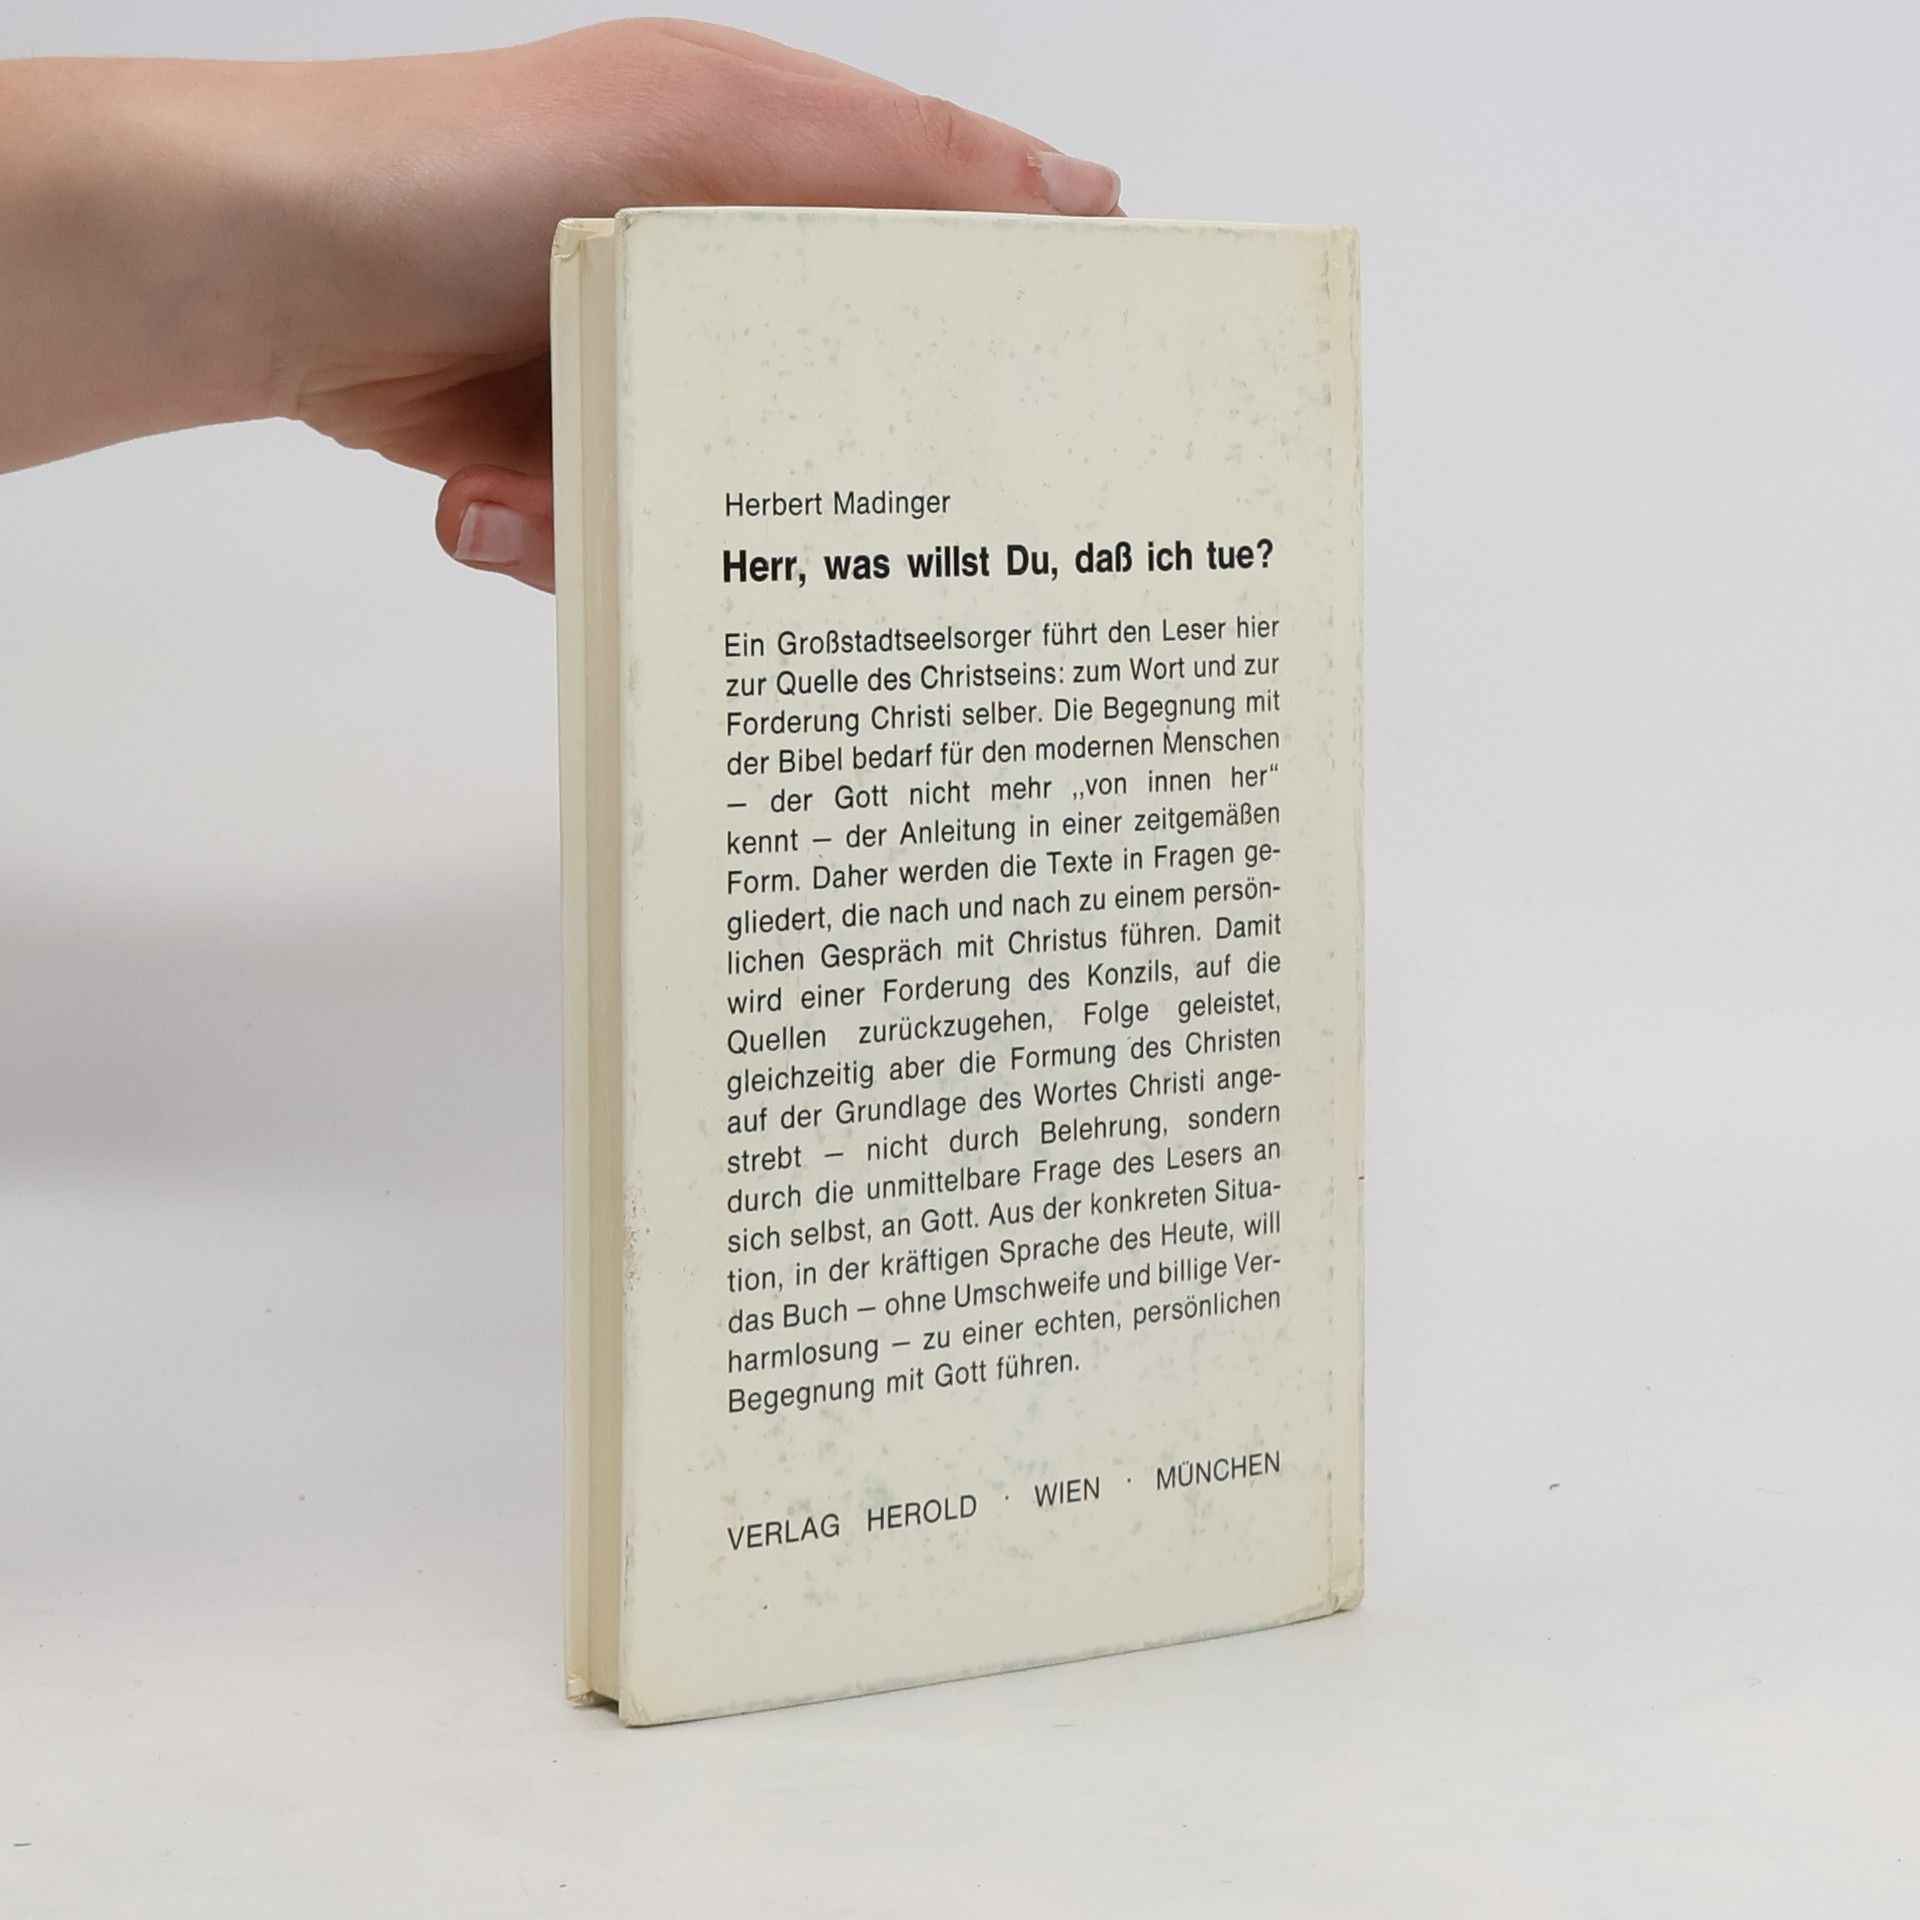 Herbert Madinger
Herr, was willst Du, daß ich tue?
Ein Großstadtseelsorger führt den Leser hier
zur Quelle des Christseins: zum Wort und zur
Forderung Christi selber. Die Begegnung mit
der Bibel bedarf für den modernen Menschen
— der Gott nicht mehr „von innen her“
kennt — der Anleitung in einer zeitgemäßen
Form. Daher werden die Texte in Fragen ge-
gliedert, die nach und nach zu einem persön-
lichen Gespräch mit Christus führen. Damit
wird einer Forderung des Konzils, auf die
Quellen zurückzugehen, Folge geleistet,
gleichzeitig aber die Formung des Christen
auf der Grundlage des Wortes Christi ange-
strebt — nicht durch Belehrung, sondern
durch die unmittelbare Frage des Lesers an
sich selbst, an Gott. Aus der konkreten Situa-
tion, in der kräftigen Sprache des Heute, will
das Buch — ohne Umschweife und billige Ver-
harmlosung — zu einer echten, persönlichen
Begegnung mit Gott führen.
VERLAG HEROLD · WIEN · MÜNCHEN